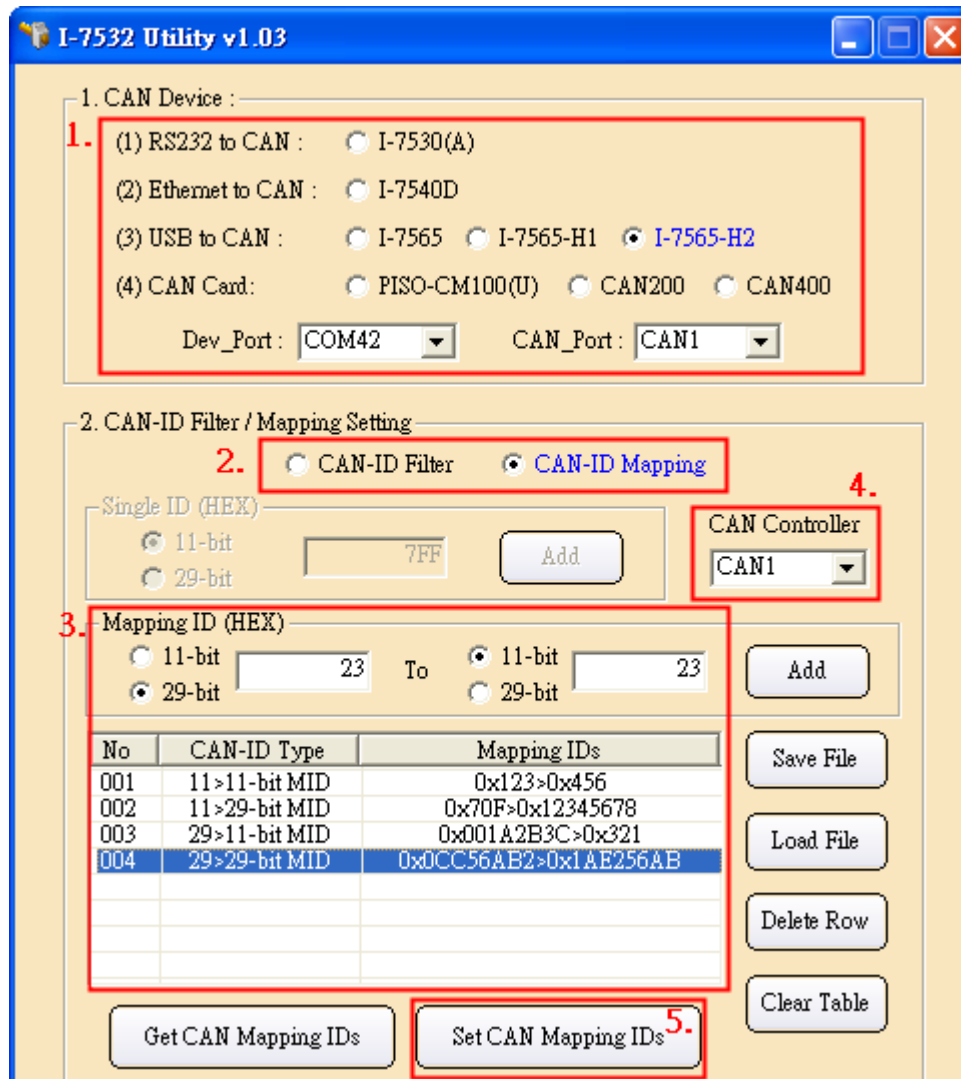 I-7532 Utility v1.03
1. CAN Device :
1.
(1) RS232 to CAN : I-7530(A)
(2) Ethernet to CAN : I-7540D
(3) USB to CAN : I-7565 I-7565-H1 I-7565-H2
(4) CAN Card: PISO-CM100(U) CAN200 CAN400
Dev_Port : COM42 CAN_Port : CAN1
2. CAN-ID Filter / Mapping Setting
2. CAN-ID Filter CAN-ID Mapping
4.
Single ID (HEX)
11-bit
29-bit
7FF
Add
CAN Controller
CAN1
3.
Mapping ID (HEX)
11-bit
29-bit
23
To
11-bit
29-bit
23
Add
No CAN-ID Type Mapping IDs
001 11>11-bit MID 0x123>0x456
002 11>29-bit MID 0x70F>0x12345678
003 29>11-bit MID 0x001A2B3C>0x321
004 29>29-bit MID 0x0CC56AB2>0x1AE256AB
Save File
Load File
Delete Row
Clear Table
Get CAN Mapping IDs
Set CAN Mapping IDs
5.